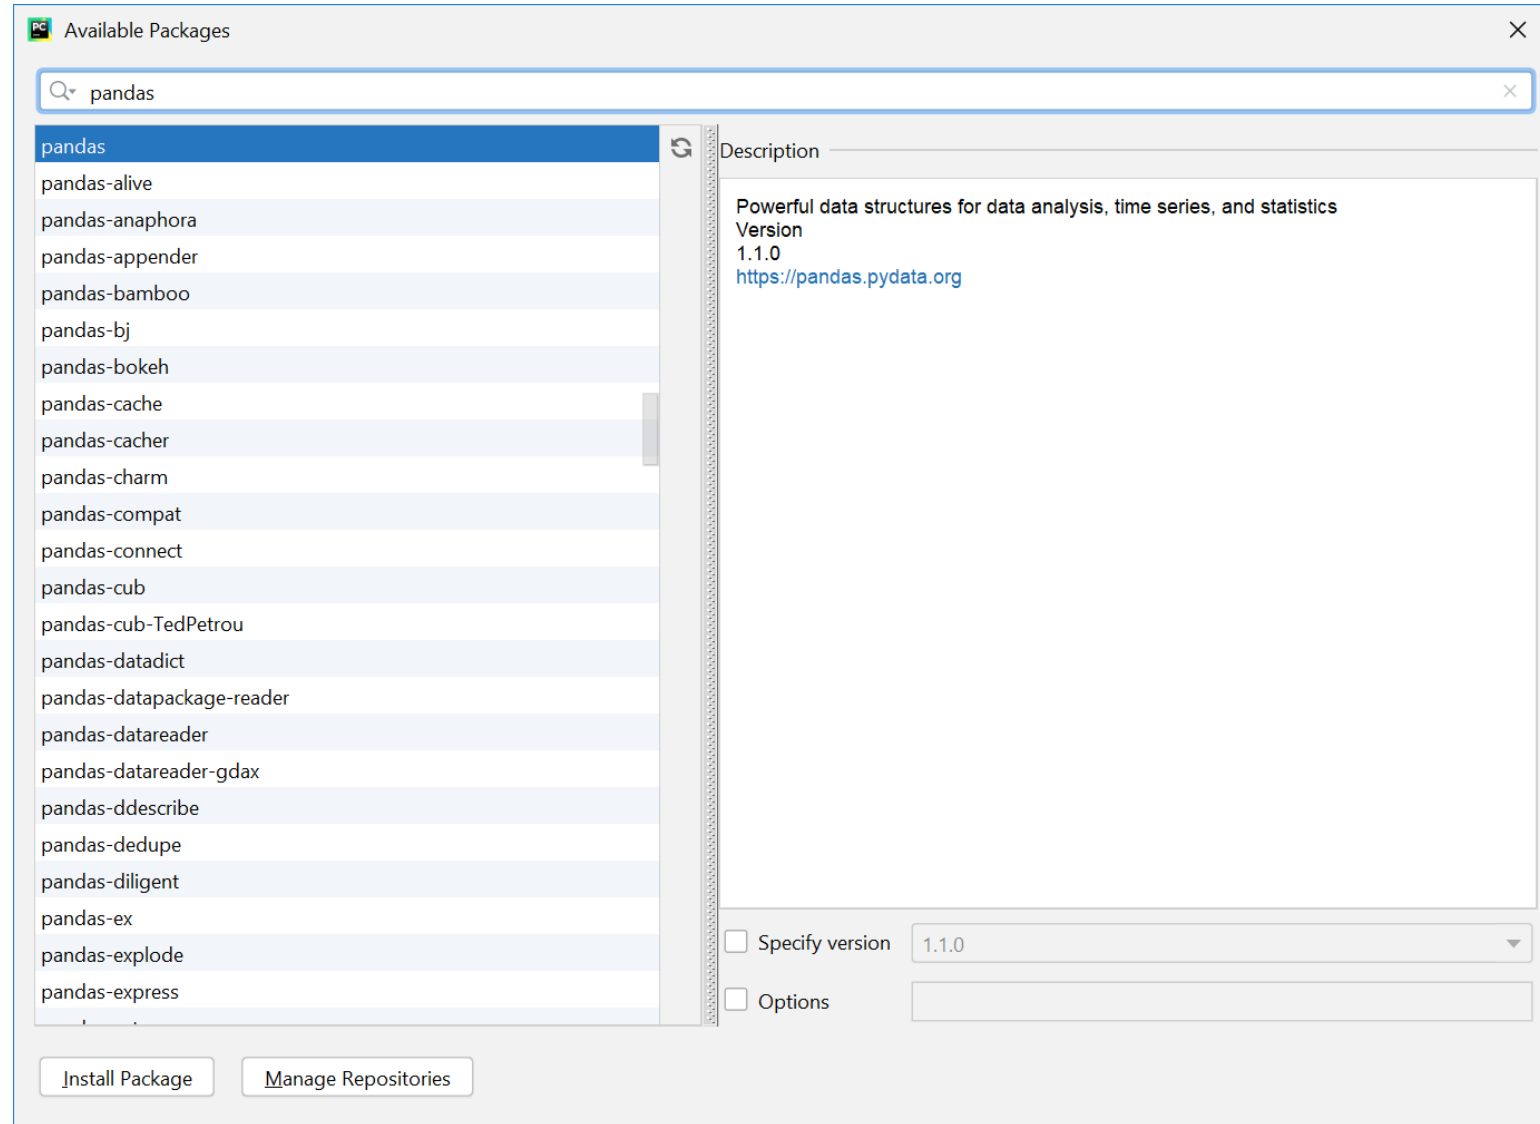 PC
Available Packages
pandas
pandas
pandas-alive
pandas-anaphora
pandas-appender
pandas-bamboo
pandas-bj
pandas-bokeh
pandas-cache
pandas-cacher
pandas-charm
pandas-compat
pandas-connect
pandas-cub
pandas-cub-TedPetrou
pandas-datadict
pandas-datapackage-reader
pandas-datareader
pandas-datareader-gdax
pandas-ddescribe
pandas-dedupe
pandas-diligent
pandas-ex
pandas-explode
pandas-express
Description
Powerful data structures for data analysis, time series, and statistics
Version
1.1.0
https://pandas.pydata.org
Specify version 1.1.0
Options
Install Package Manage Repositories